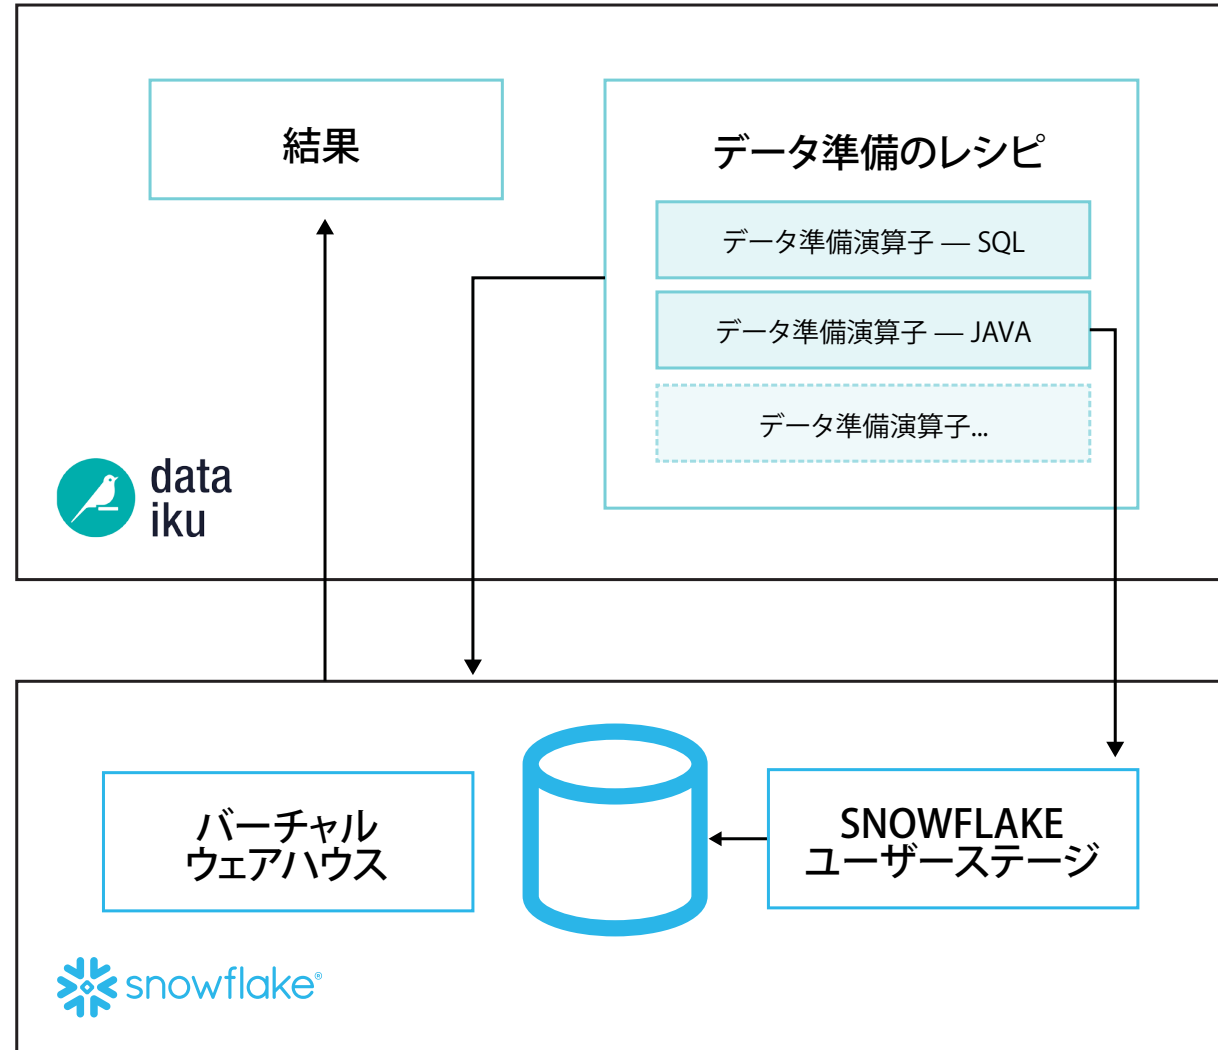 結果
データ準備のレシピ
データ準備演算子 — SQL
データ準備演算子 — JAVA
データ準備演算子...
data
iku
バーチャル
ウェアハウス
SNOWFLAKE
ユーザーステージ
snowflake®